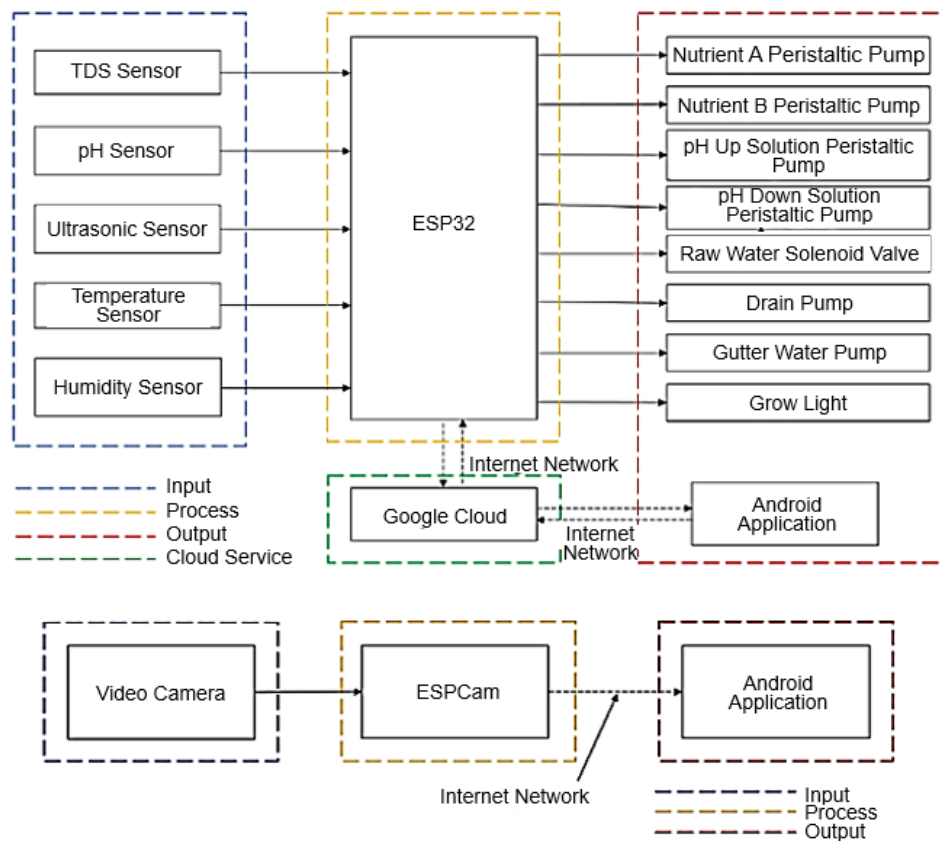 TDS Sensor
pH Sensor
Ultrasonic Sensor
Temperature
Sensor
Humidity Sensor
ESP32
Nutrient A Peristaltic Pump
Nutrient B Peristaltic Pump
pH Up Solution Peristaltic
Pump
pH Down Solution
Peristaltic Pump
Raw Water Solenoid Valve
Drain Pump
Gutter Water Pump
Grow Light
Internet Network
Input
Process
Output
Cloud Service
Google Cloud
Internet
Network
Android
Application
Video Camera
ESPCam
Android
Application
Internet Network
Input
Process
Output